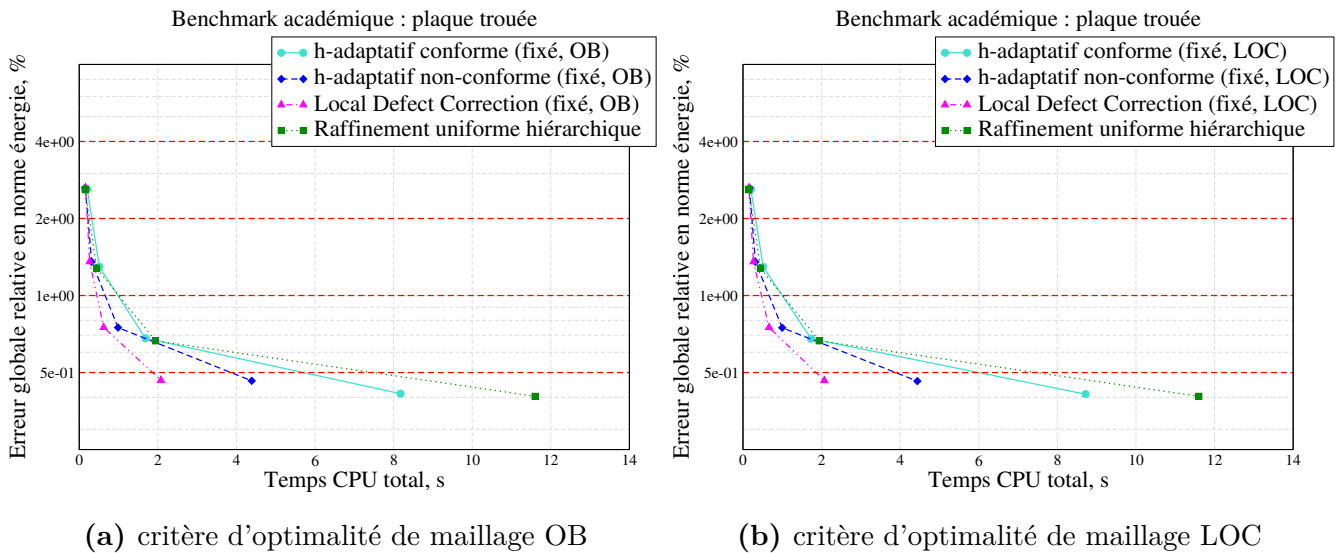 Benchmark académique : plaque trouée
h-adaptatif conforme (fixé, OB)
h-adaptatif non-conforme (fixé, OB)
Local Defect Correction (fixé, OB)
Raffinement uniforme hiérarchique
Erreur globale relative en norme énergie, %
4e+00
2e+00
1e+00
5e-01
0 2 4 6 8 10 12 14
Temps CPU total, s
(a) critère d'optimalité de maillage OB
Benchmark académique : plaque trouée
h-adaptatif conforme (fixé, LOC)
h-adaptatif non-conforme (fixé, LOC)
Local Defect Correction (fixé, LOC)
Raffinement uniforme hiérarchique
Erreur globale relative en norme énergie, %
4e+00
2e+00
1e+00
5e-01
0 2 4 6 8 10 12 14
Temps CPU total, s
(b) critère d'optimalité de maillage LOC